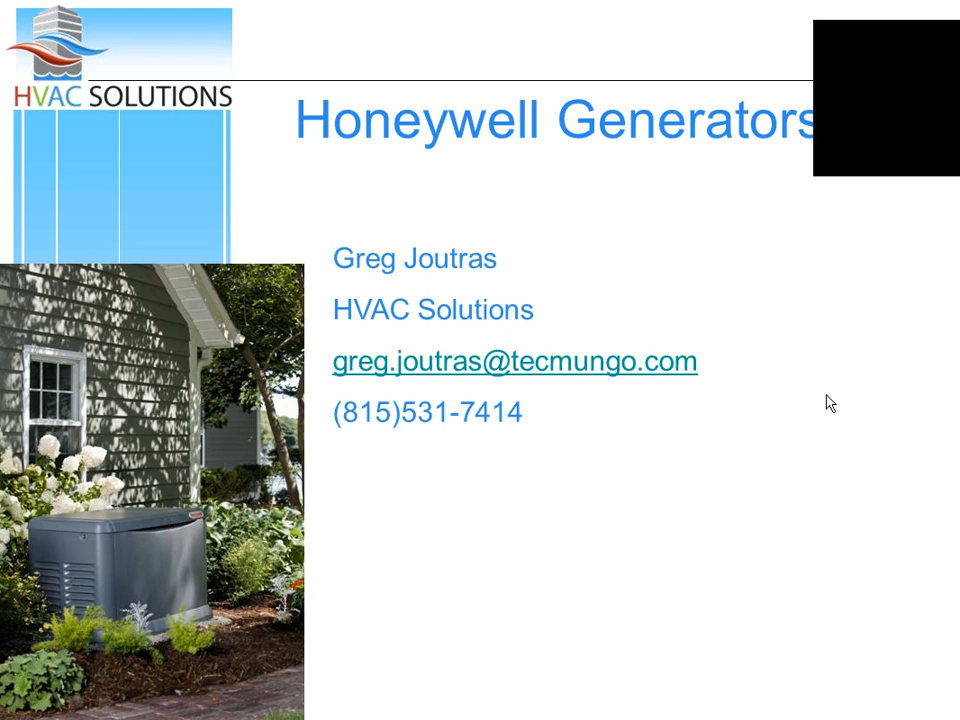 HVAC SOLUTIONS
Honeywell Generators
Greg Joutras
HVAC Solutions
greg.joutras@tecmungo.com
(815)531-7414